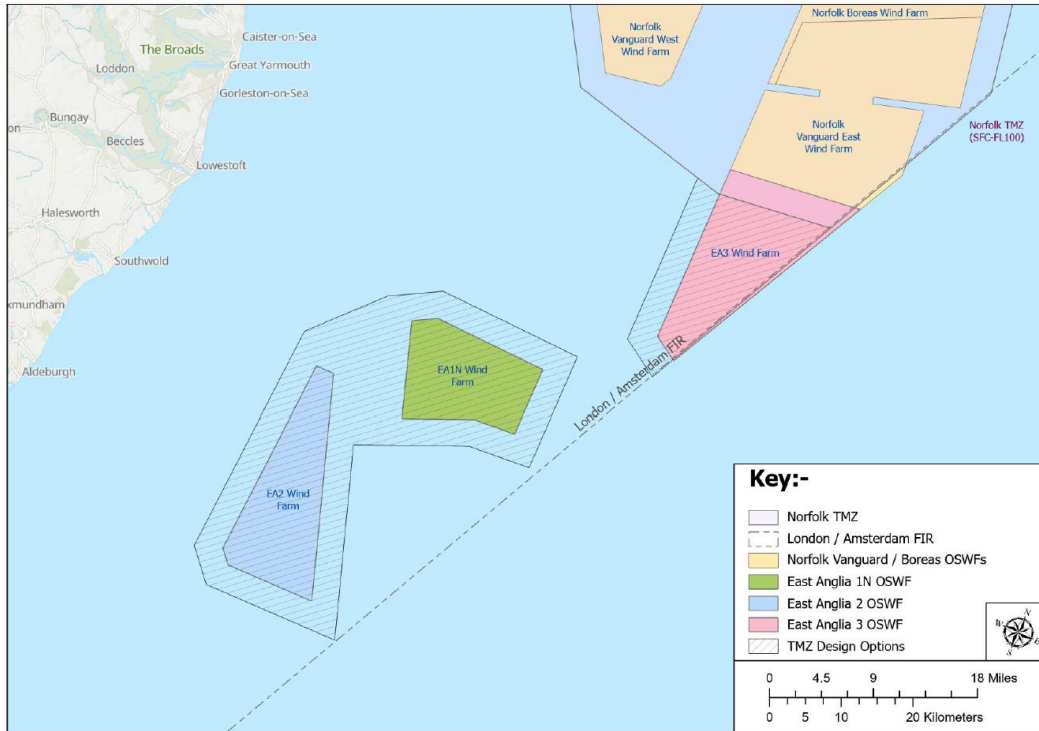 Norfolk Boreas Wind Farm
Norfolk
Vanguard West
Wind Farm
Caister-on-Sea
The Broads
Loddon
Great Yarmouth
Gorleston-on-Sea
Bungay
on
Beccles
Norfolk
Vanguard East
Wind Farm
Norfolk TMZ
(SFC-FL100)
Lowestoft
Halesworth
EA3 Wind Farm
Southwold
xmundham
London / Amsterdam FIR
Aldeburgh
EA1N Wind
Farm
EA2 Wind
Farm
Key:-
Norfolk TMZ
London / Amsterdam FIR
Norfolk Vanguard / Boreas OSWFs
East Anglia 1N OSWF
East Anglia 2 OSWF
East Anglia 3 OSWF
TMZ Design Options
N
W E
S
0 4.5 9 18 Miles
0 5 10 20 Kilometers